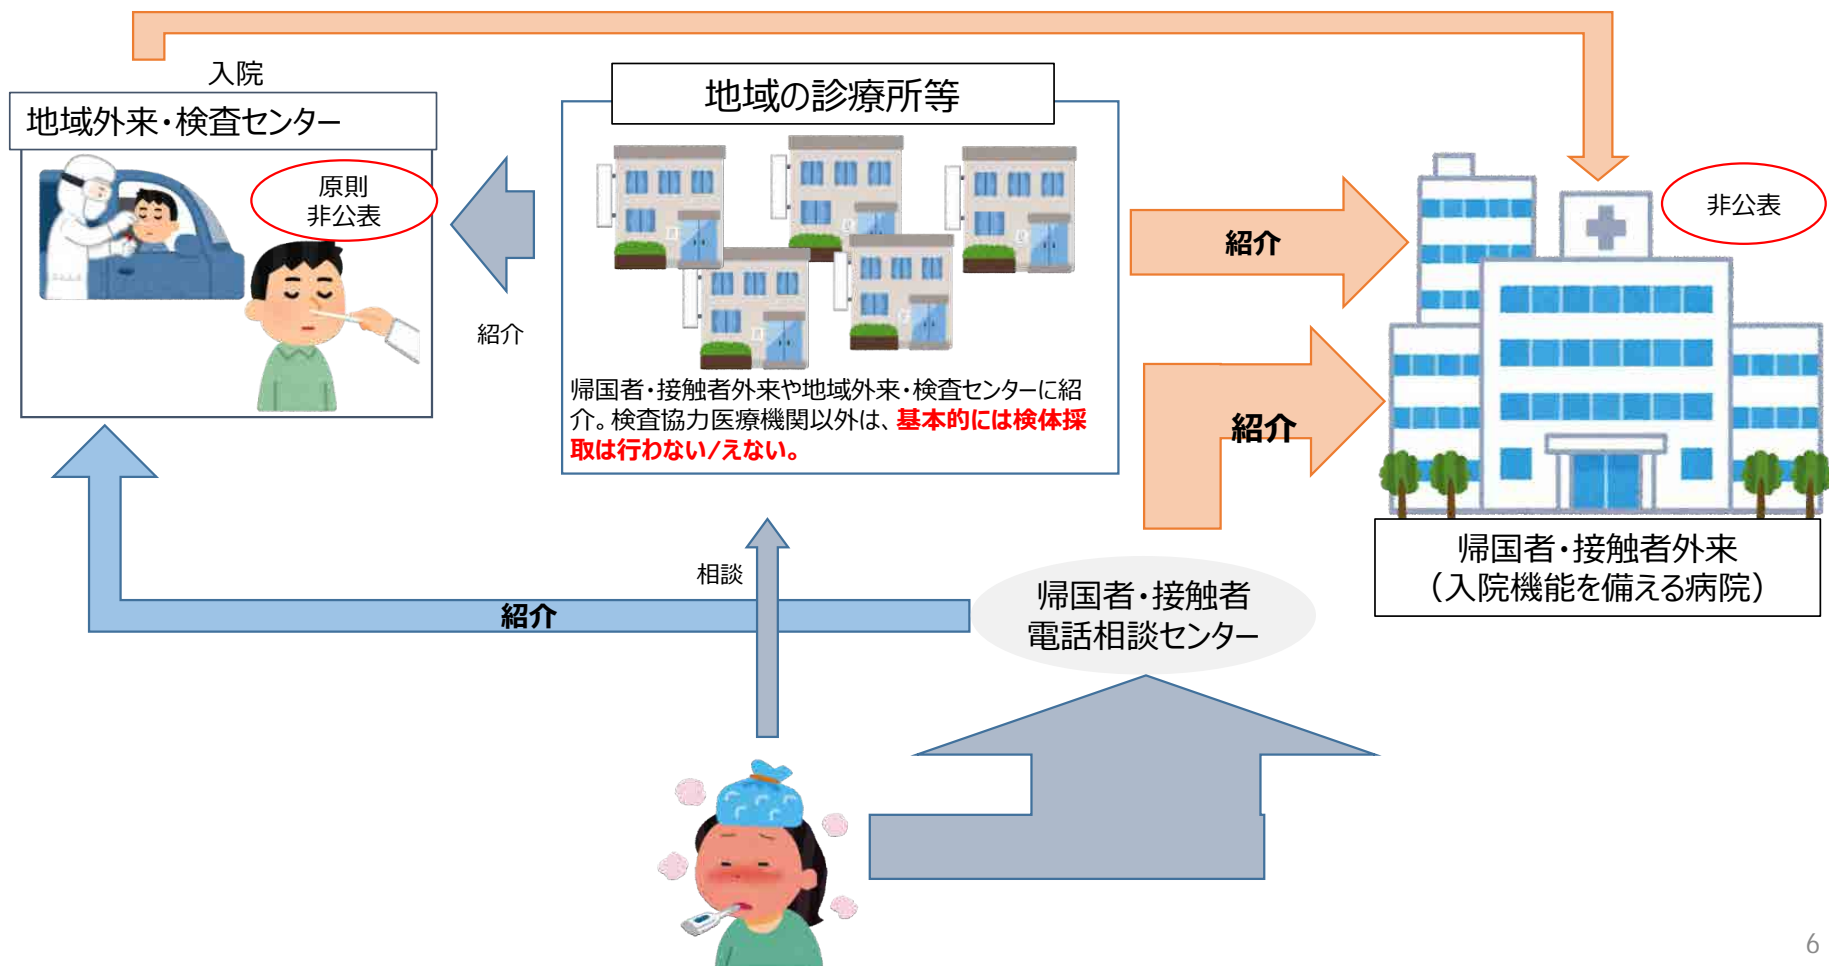 入院
地域外来・検査センター
原則
非公表
紹介
地域の診療所等
帰国者・接触者外来や地域外来・検査センターに紹
介。検査協力医療機関以外は、基本的には検体採
取は行わない/えない。
紹介
非公表
紹介
帰国者・接触者外来
（入院機能を備える病院）
相談
紹介
帰国者・接触者
電話相談センター
6